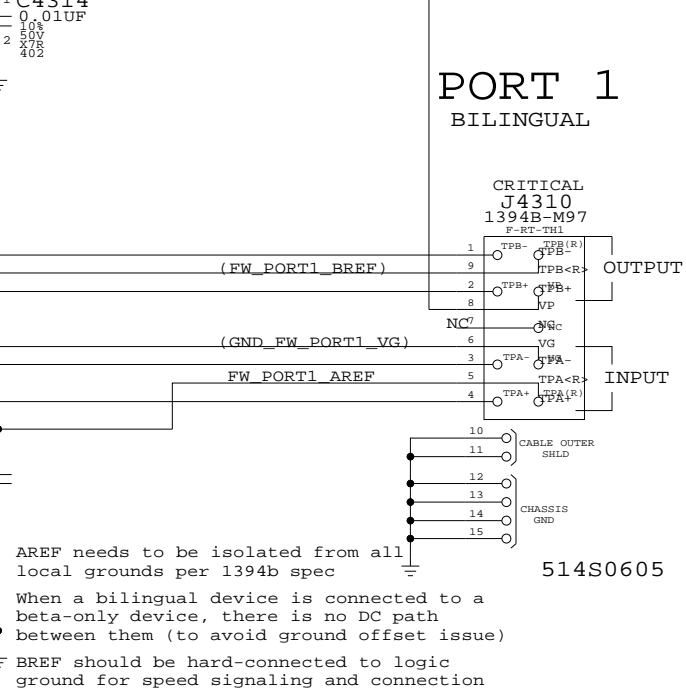 C4314
0.01UF
10%
50V
X7R
402
1
2
PORT 1
BILINGUAL
CRITICAL
J4310
1394B-M97
F-RT-TH1
1 TPB- TPB(R)
TPB-
(FW_PORT1_BREF) 9 TPB<R> OUTPUT
2 TPB+ VP
TPB+
8 VP
NC 7 NC
NC
6 VG
(GND_FW_PORT1_VG)
3 TPA- VG
TPA-
FW_PORT1_AREF 5 TPA<R> INPUT
4 TPA+ TPA(R)
TPA+
10
11
CABLE OUTER
SHLD
12
13
14
15
CHASSIS
GND
514S0605
AREF needs to be isolated from all
local grounds per 1394b spec
When a bilingual device is connected to a
beta-only device, there is no DC path
between them (to avoid ground offset issue)
BREF should be hard-connected to logic
ground for speed signaling and connection